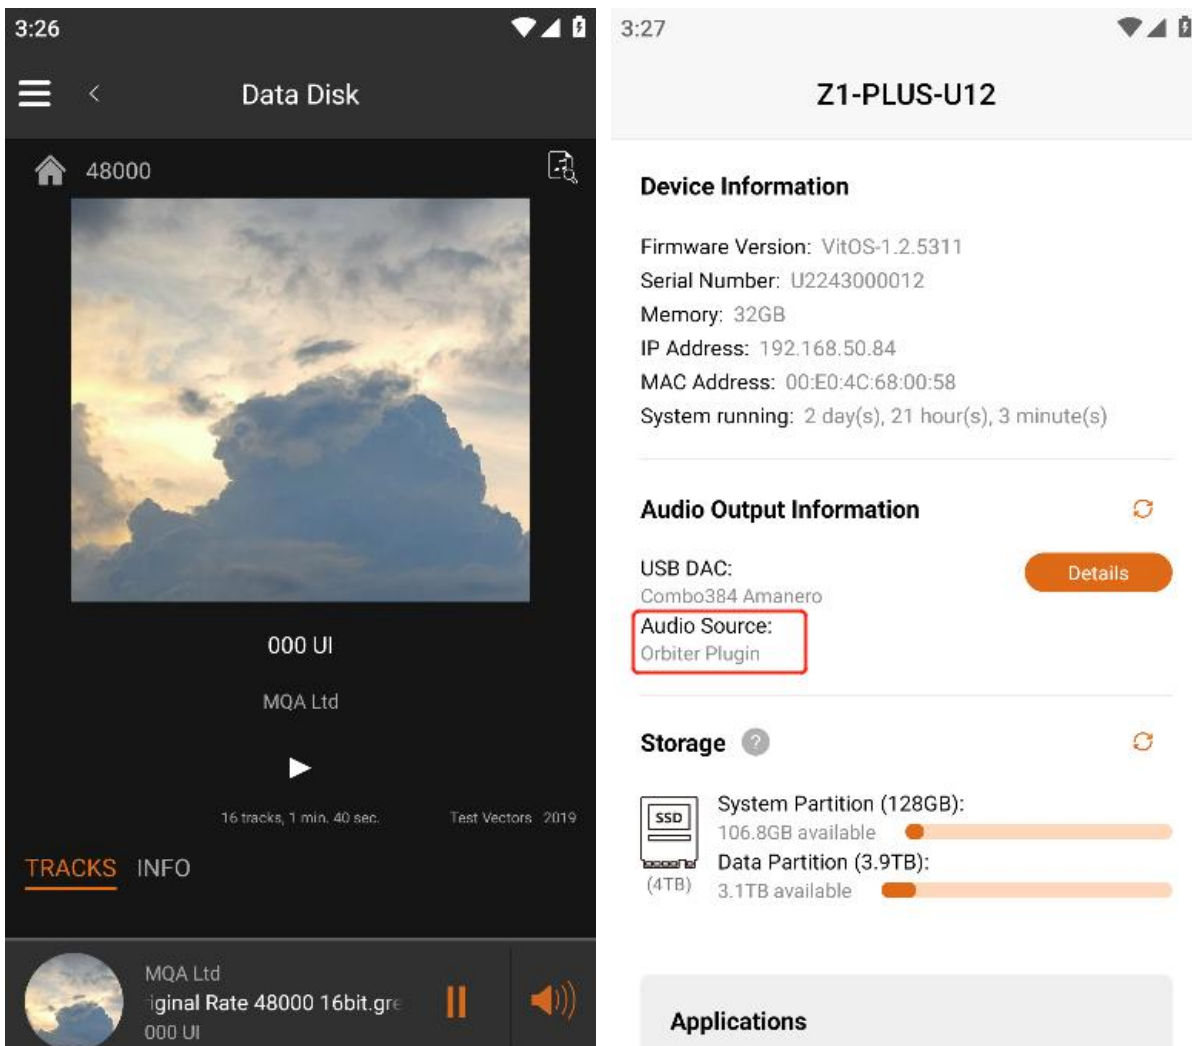 3:26
Data Disk
48000
000 UI
MQA Ltd
16 tracks, 1 min. 40 sec.
Test Vectors 2019
TRACKS INFO
MQA Ltd
iginal Rate 48000 16bit.gre
000 UI
3:27
Z1-PLUS-U12
Device Information
Firmware Version: VitOS-1.2.5311
Serial Number: U2243000012
Memory: 32GB
IP Address: 192.168.50.84
MAC Address: 00:E0:4C:68:00:58
System running: 2 day(s), 21 hour(s), 3 minute(s)
Audio Output Information
USB DAC:
Details
Combo384 Amanero
Audio Source:
Orbiter Plugin
Storage ?
SSD
(4TB)
System Partition (128GB):
106.8GB available
Data Partition (3.9TB):
3.1TB available
Applications